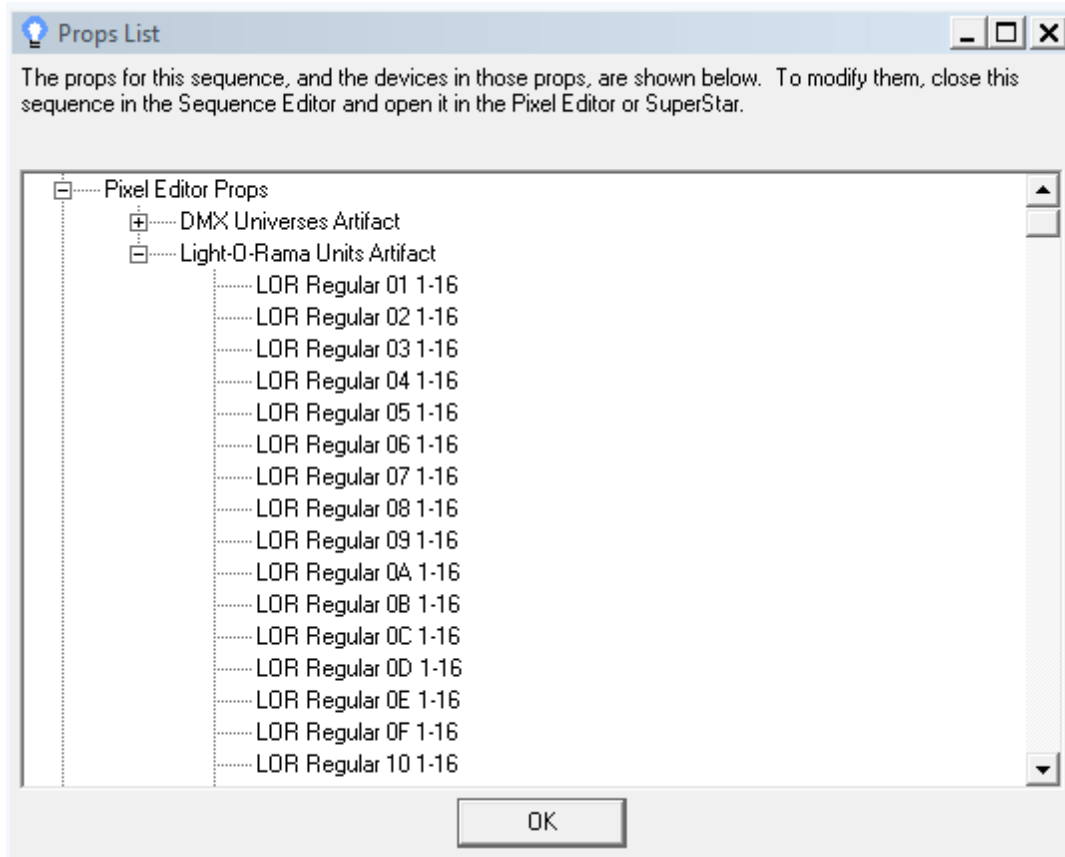 Props List
The props for this sequence, and the devices in those props, are shown below.  To modify them, close this
sequence in the Sequence Editor and open it in the Pixel Editor or SuperStar.
Pixel Editor Props
DMX Universes Artifact
Light-O-Rama Units Artifact
LOR Regular 01 1-16
LOR Regular 02 1-16
LOR Regular 03 1-16
LOR Regular 04 1-16
LOR Regular 05 1-16
LOR Regular 06 1-16
LOR Regular 07 1-16
LOR Regular 08 1-16
LOR Regular 09 1-16
LOR Regular 0A 1-16
LOR Regular 0B 1-16
LOR Regular 0C 1-16
LOR Regular 0D 1-16
LOR Regular 0E 1-16
LOR Regular 0F 1-16
LOR Regular 10 1-16
OK